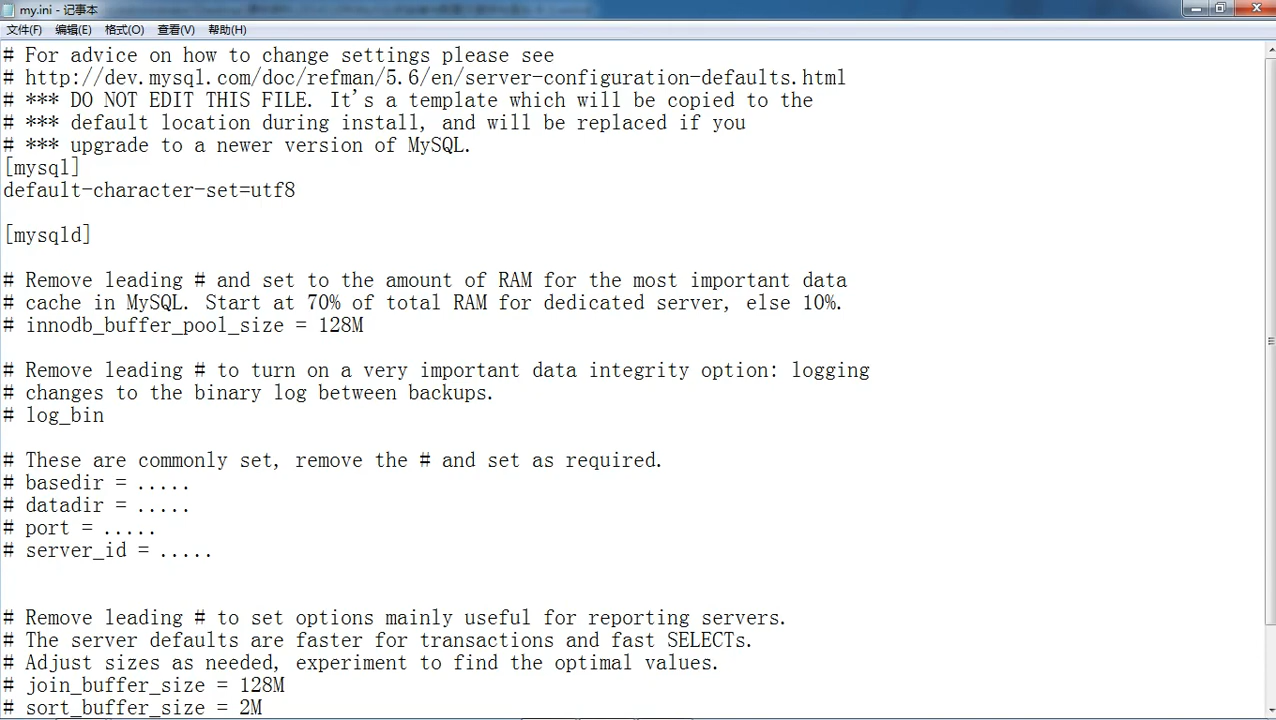 my.ini - 记事本
文件(F) 编辑(E) 格式(O) 查看(V) 帮助(H)
# For advice on how to change settings please see
# http://dev.mysql.com/doc/refman/5.6/en/server-configuration-defaults.html
# *** DO NOT EDIT THIS FILE. It's a template which will be copied to the
# *** default location during install, and will be replaced if you
# *** upgrade to a newer version of MySQL.
[mysql]
default-character-set=utf8
[mysqld]
# Remove leading # and set to the amount of RAM for the most important data
# cache in MySQL. Start at 70% of total RAM for dedicated server, else 10%.
# innodb_buffer_pool_size = 128M
# Remove leading # to turn on a very important data integrity option: logging
# changes to the binary log between backups.
# log_bin
# These are commonly set, remove the # and set as required.
# basedir = .....
# datadir = .....
# port = .....
# server_id = .....
# Remove leading # to set options mainly useful for reporting servers.
# The server defaults are faster for transactions and fast SELECTs.
# Adjust sizes as needed, experiment to find the optimal values.
# join_buffer_size = 128M
# sort_buffer_size = 2M